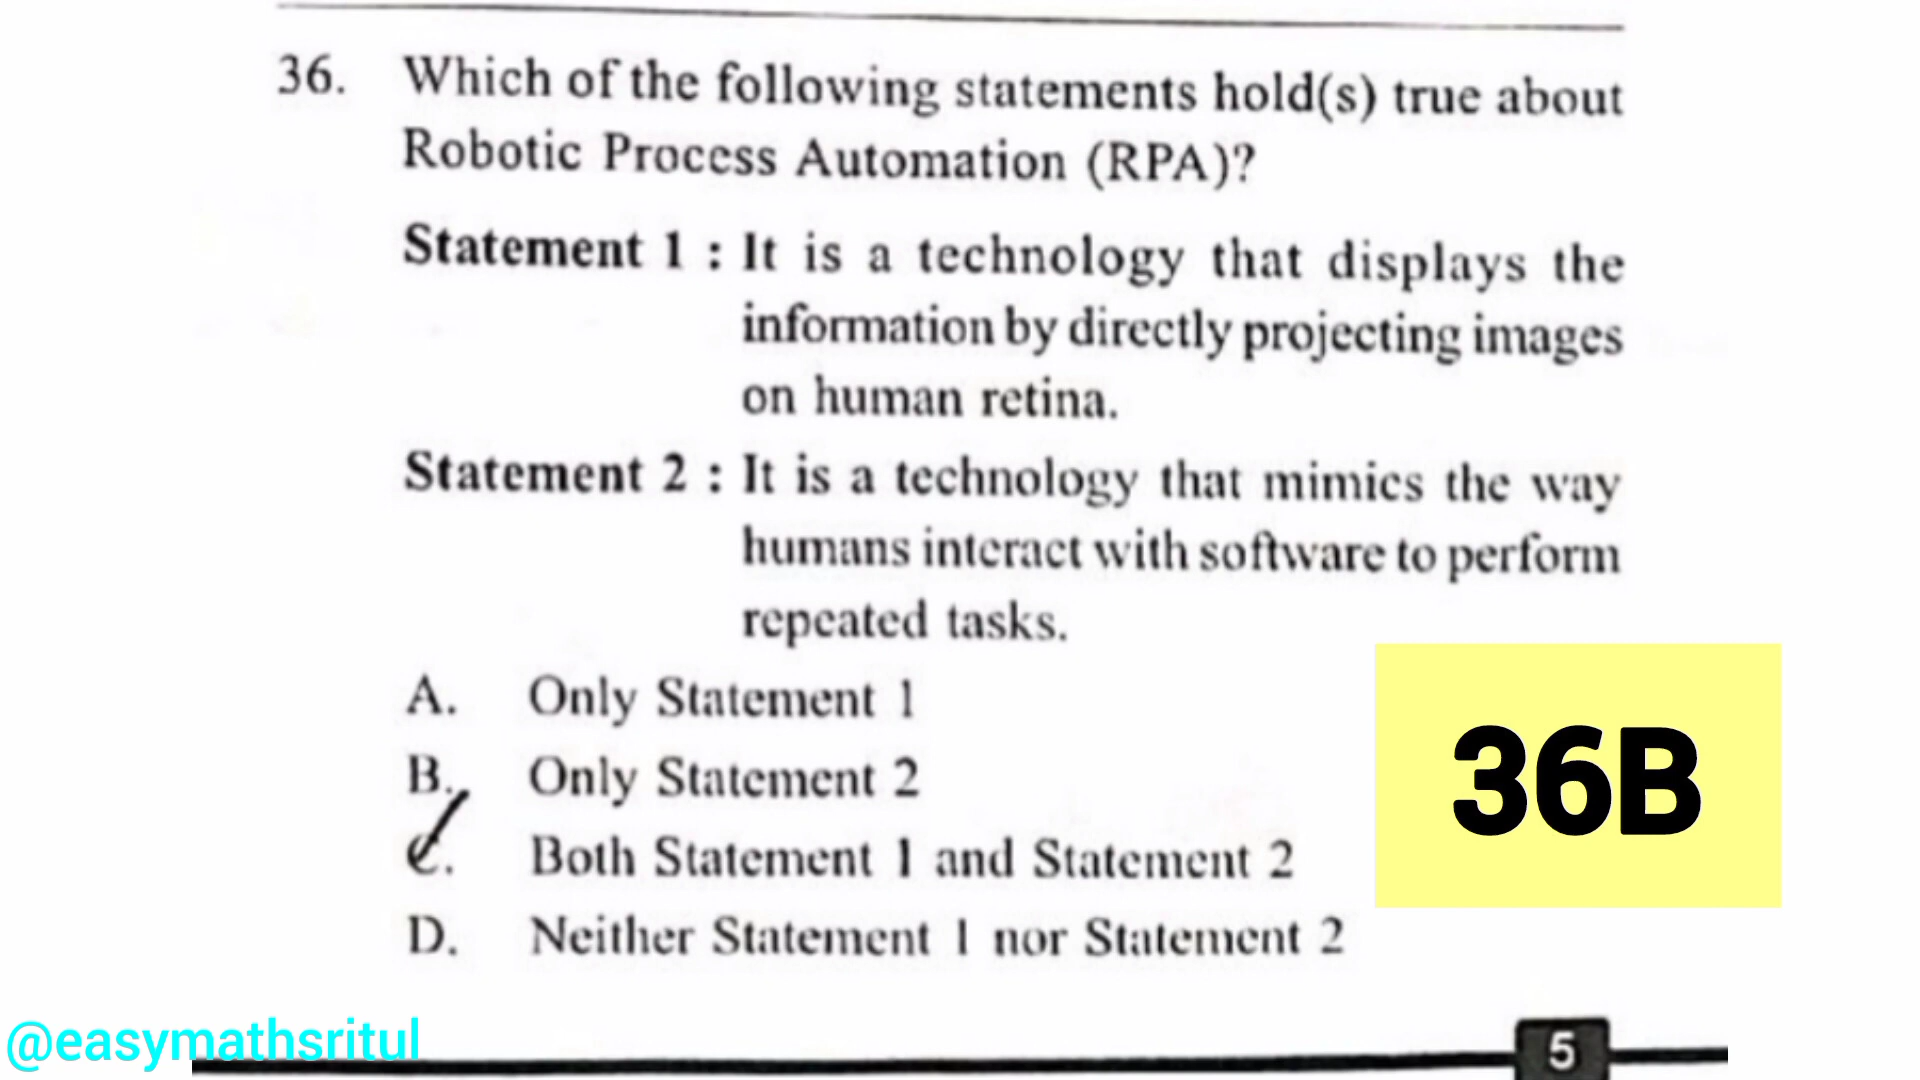 36. Which of the following statements hold(s) true about
Robotic Process Automation (RPA)?
Statement 1 : It is a technology that displays the
information by directly projecting images
on human retina.
Statement 2 : It is a technology that mimics the way
humans interact with software to perform
repeated tasks.
A. Only Statement 1
B. Only Statement 2
C. Both Statement 1 and Statement 2
D. Neither Statement 1 nor Statement 2
36B
@easymathsritul
5